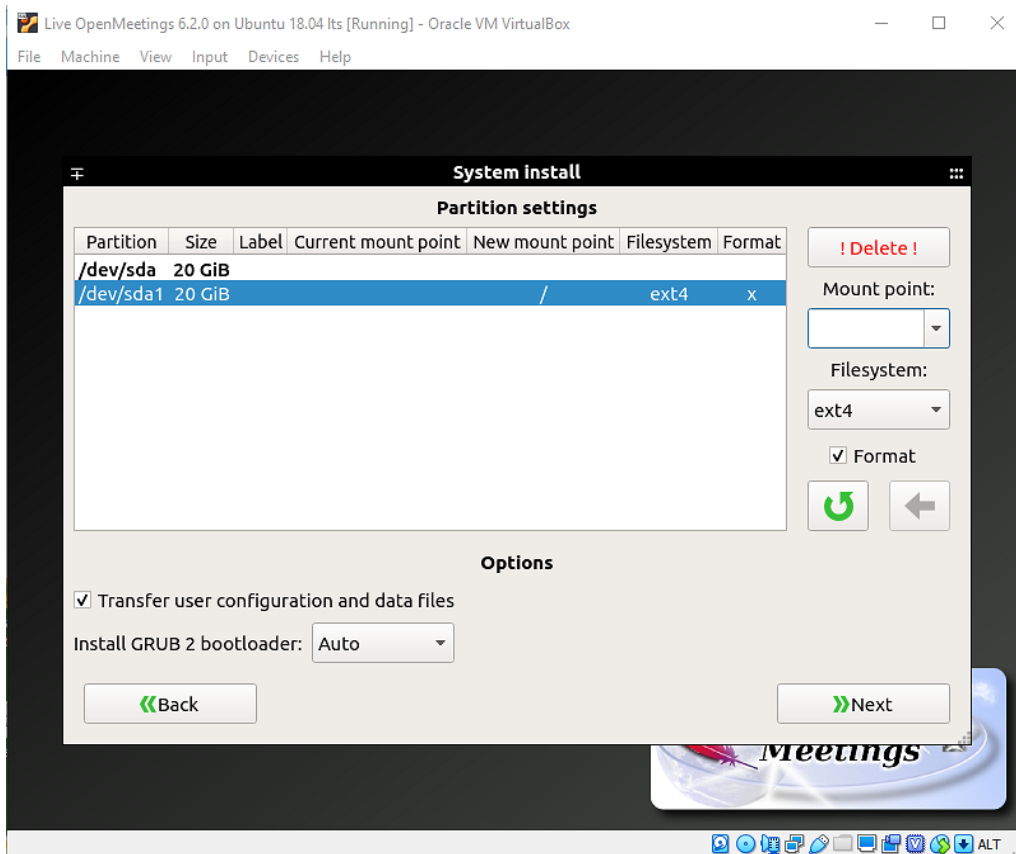 Live OpenMeetings 6.2.0 on Ubuntu 18.04 lts [Running] - Oracle VM VirtualBox
File Machine View Input Devices Help
System install
Partition settings
Partition Size Label Current mount point New mount point Filesystem Format
/dev/sda 20 GiB
/dev/sda1 20 GiB / ext4 x
! Delete !
Mount point:
Filesystem:
ext4
Format
Options
Transfer user configuration and data files
Install GRUB 2 bootloader: Auto
Back
Next
Meetings
ALT